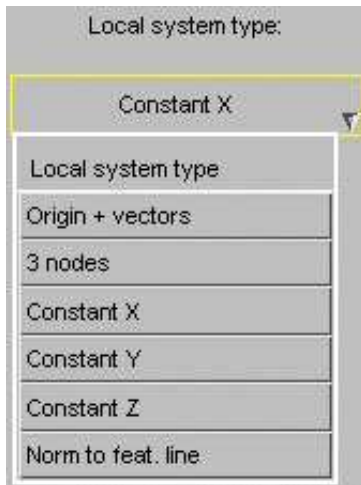 Local system type:
Constant X
Local system type
Origin + vectors
3 nodes
Constant X
Constant Y
Constant Z
Norm to feat. line